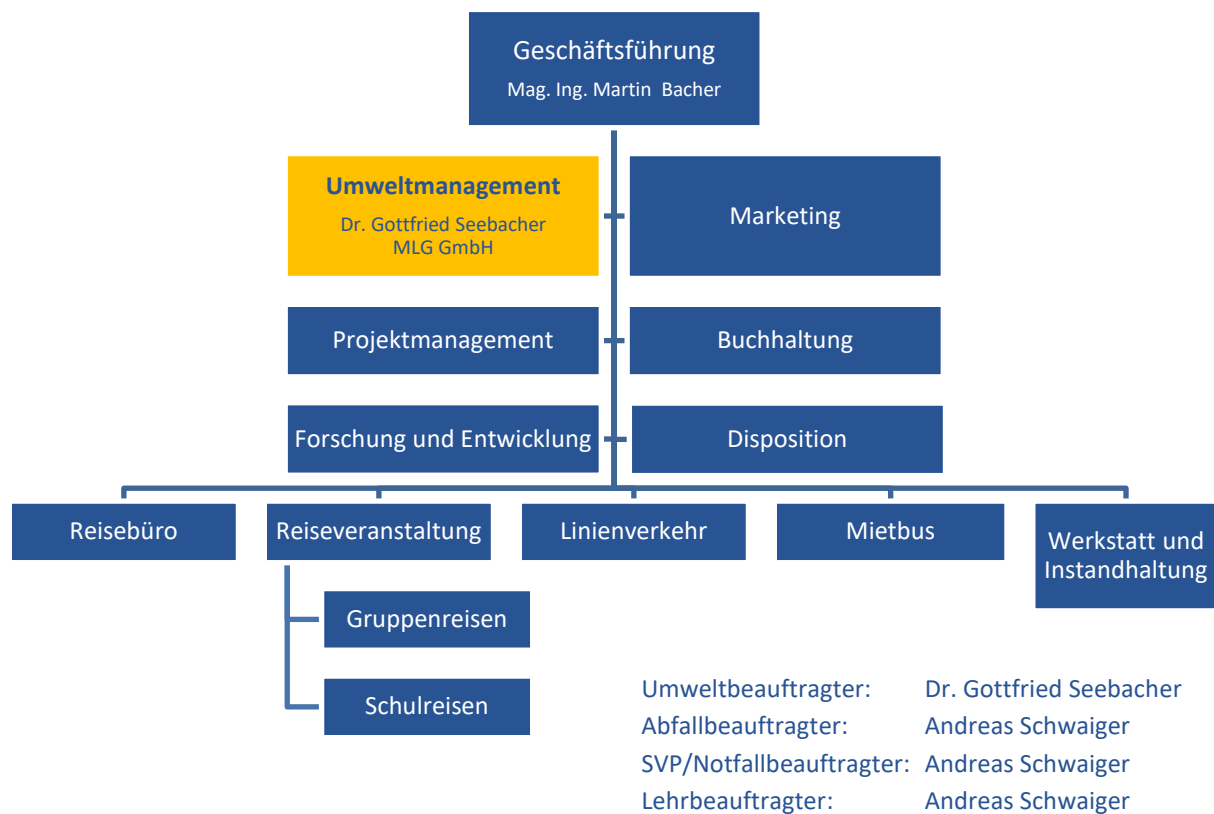 Geschäftsführung
Mag. Ing. Martin Bacher
Umweltmanagement
Dr. Gottfried Seebacher
MLG GmbH
Marketing
Projektmanagement
Buchhaltung
Forschung und Entwicklung
Disposition
Reisebüro
Reiseveranstaltung
Linienverkehr
Mietbus
Werkstatt und
Instandhaltung
Gruppenreisen
Schulreisen
Umweltbeauftragter: Dr. Gottfried Seebacher
Abfallbeauftragter: Andreas Schwaiger
SVP/Notfallbeauftragter: Andreas Schwaiger
Lehrbeauftragter: Andreas Schwaiger